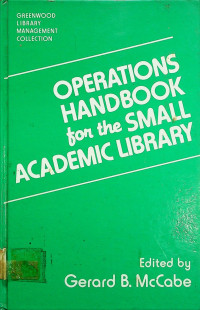 GREENWOOD
LIBRARY
MANAGEMENT
COLLECTION
OPERATIONS
HANDBOOK
for the SMALL
ACADEMIC LIBRARY
Edited by
Gerard B. McCabe